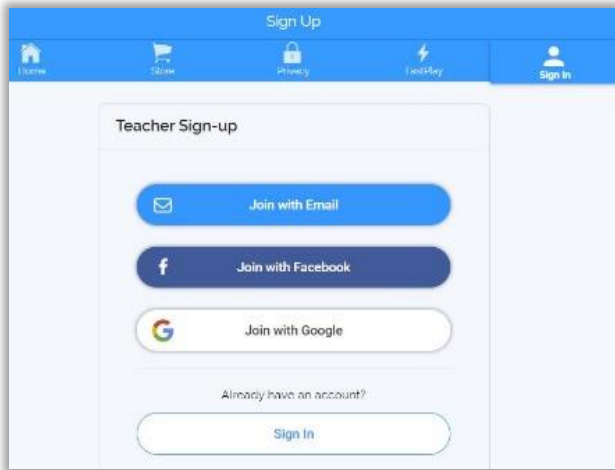 Sign Up
Home Store Privacy FastPlay Sign In
Teacher Sign-up
Join with Email
Join with Facebook
Join with Google
Already have an account?
Sign In